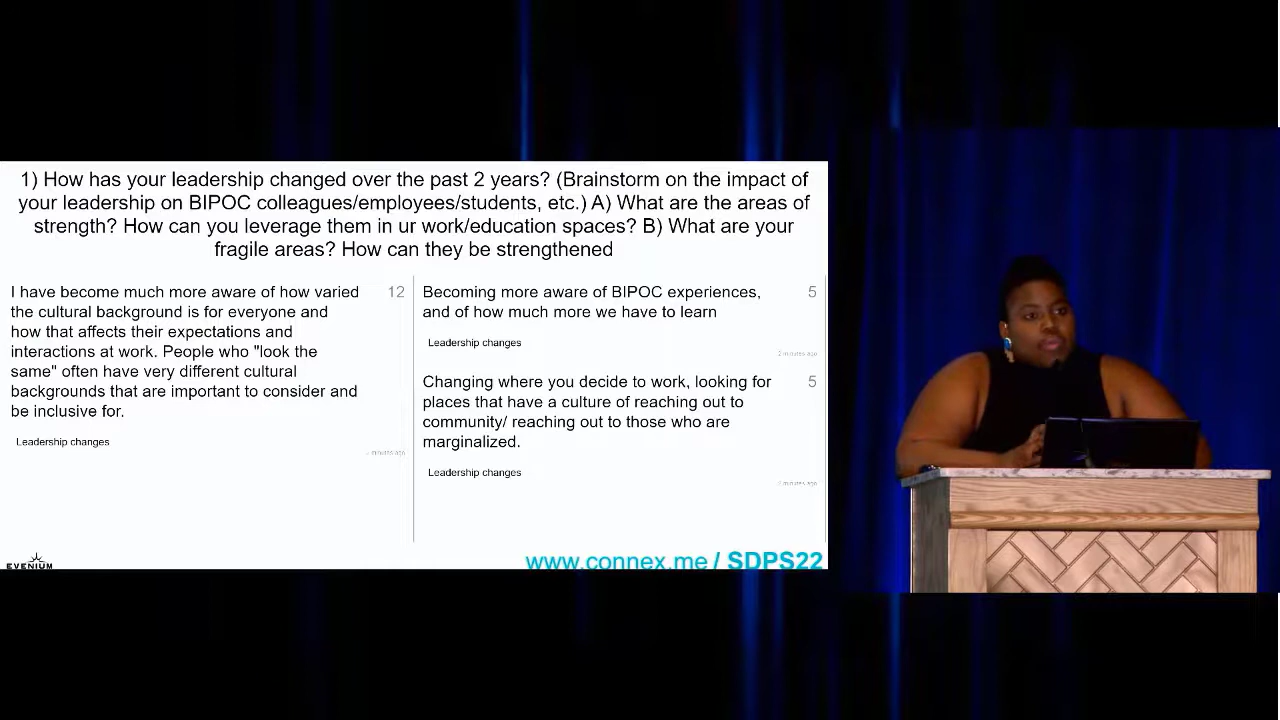 1) How has your leadership changed over the past 2 years? (Brainstorm on the impact of
your leadership on BIPOC colleagues/employees/students, etc.) A) What are the areas of
strength? How can you leverage them in ur work/education spaces? B) What are your
fragile areas? How can they be strengthened
I have become much more aware of how varied 12
the cultural background is for everyone and
how that affects their expectations and
interactions at work. People who "look the
same" often have very different cultural
backgrounds that are important to consider and
be inclusive for.
Leadership changes
minutes ago
Becoming more aware of BIPOC experiences, 5
and of how much more we have to learn
Leadership changes
2 minutes ago
Changing where you decide to work, looking for 5
places that have a culture of reaching out to
community/ reaching out to those who are
marginalized.
Leadership changes
minutes ago
EVENIUM
www.connex.me / SDPS22